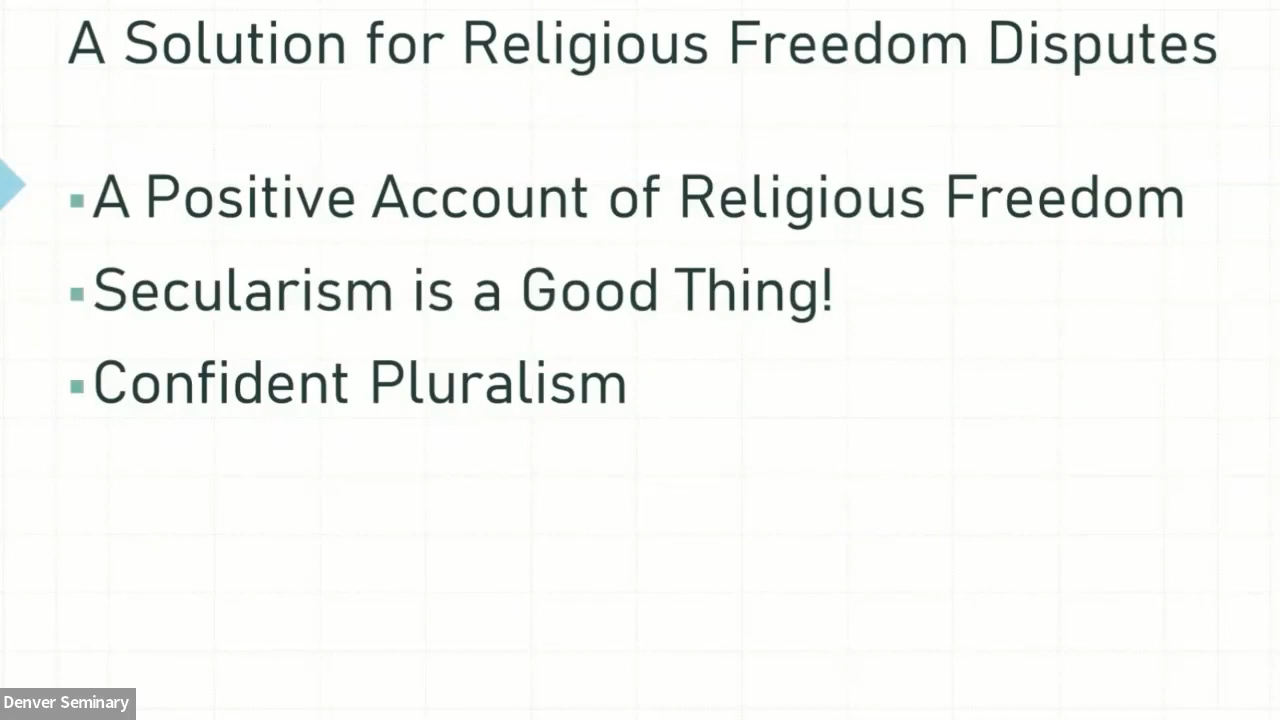 A Solution for Religious Freedom Disputes
▪A Positive Account of Religious Freedom
▪Secularism is a Good Thing!
▪Confident Pluralism
Denver Seminary